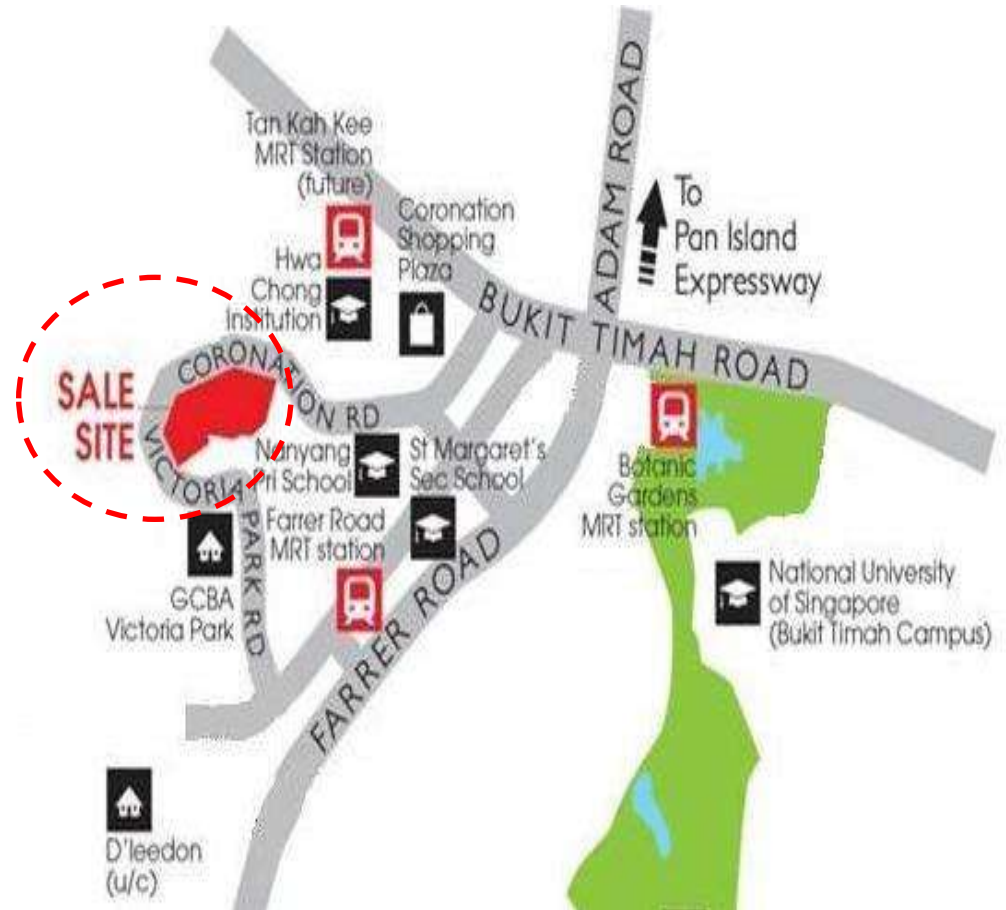 Tan Kah Kee
MRT Station
(future)
Coronation
Shopping
Plaza
Hwa
Chong
Institution
ADAM ROAD
To
Pan Island
Expressway
BUKIT TIMAH ROAD
SALE
SITE
CORONATION RD
VICTORIA PARK RD
Nanyang
Pri School
St Margaret's
Sec School
Botanic
Gardens
MRT station
Farrer Road
MRT station
FARRER ROAD
GCBA
Victoria Park
National University
of Singapore
(Bukit Timah Campus)
D'leedon
(u/c)